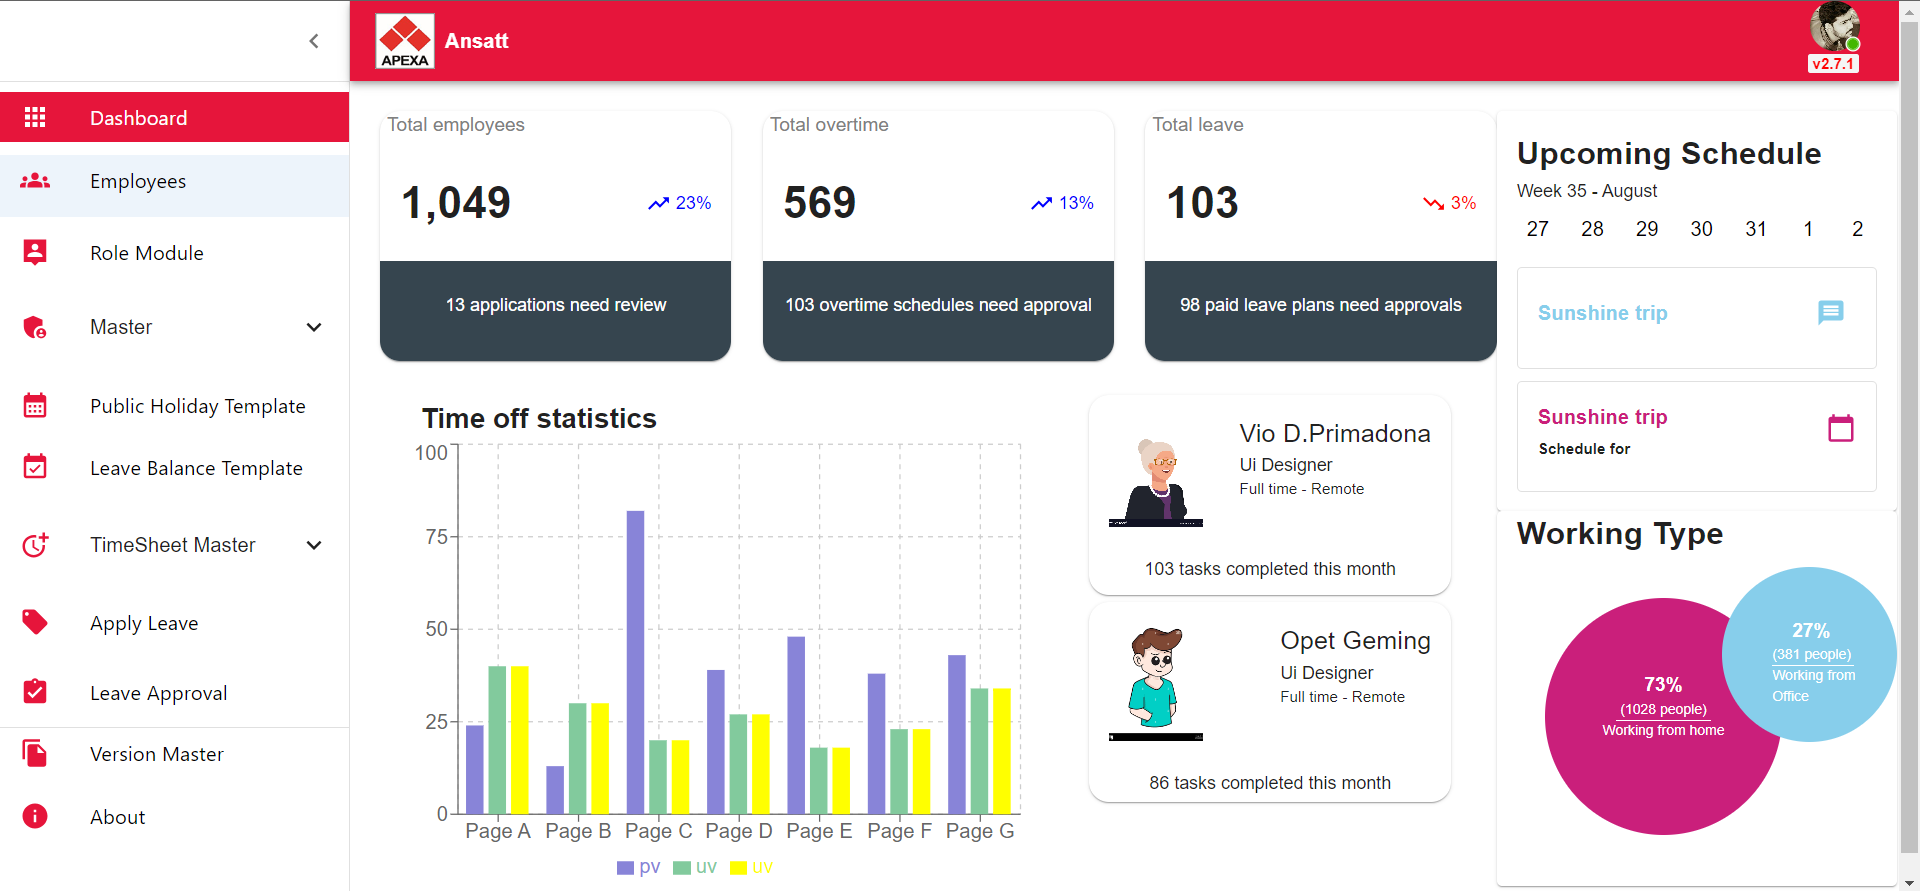 APEXA
Ansatt
v2.7.1
Dashboard
Employees
Role Module
Master
Public Holiday Template
Leave Balance Template
TimeSheet Master
Apply Leave
Leave Approval
Version Master
About
Total employees
1,049
23%
13 applications need review
Total overtime
569
13%
103 overtime schedules need approval
Total leave
103
3%
98 paid leave plans need approvals
Time off statistics
100
75
50
25
0
Page A Page B Page C Page D Page E Page F Page G
pv uv uv
Vio D.Primadona
Ui Designer
Full time - Remote
103 tasks completed this month
Opet Geming
Ui Designer
Full time - Remote
86 tasks completed this month
Upcoming Schedule
Week 35 - August
27 28 29 30 31 1 2
Sunshine trip
Sunshine trip
Schedule for
Working Type
73%
(1028 people)
Working from home
27%
(381 people)
Working from
Office